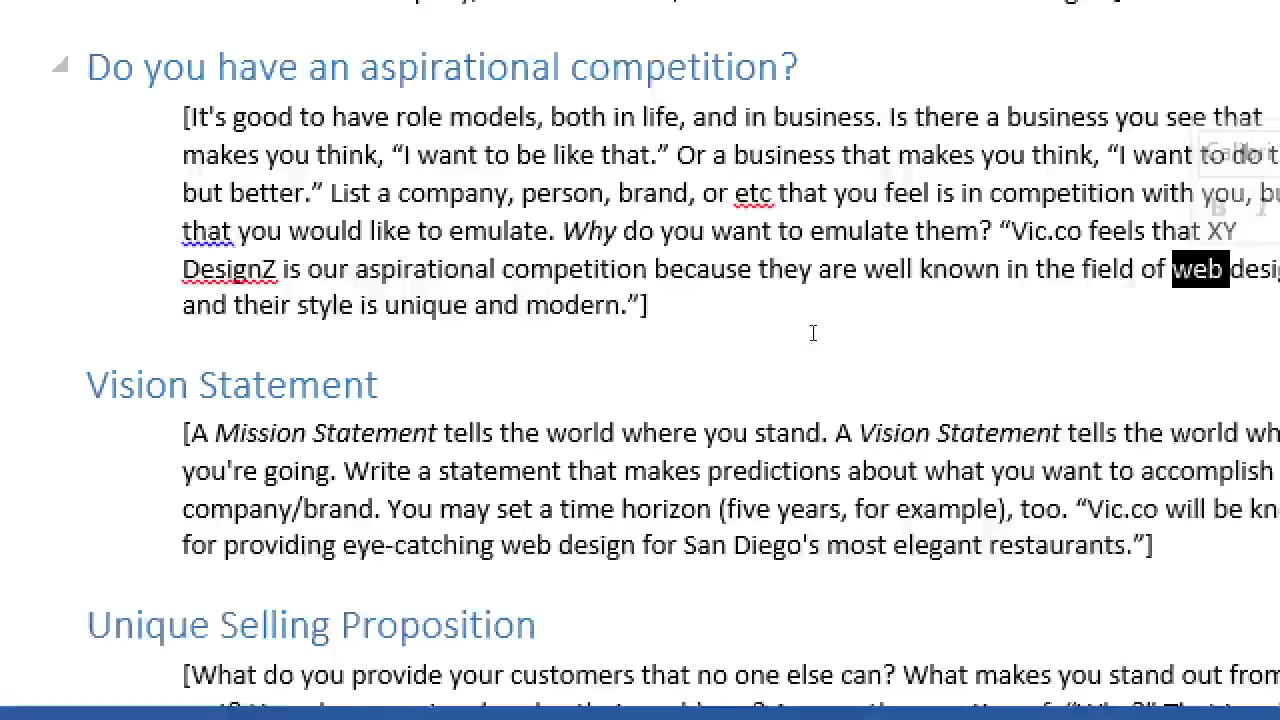 Do you have an aspirational competition?
[It's good to have role models, both in life, and in business. Is there a business you see that
makes you think, “I want to be like that.” Or a business that makes you think, “I want to do
but better.” List a company, person, brand, or etc that you feel is in competition with you,
that you would like to emulate. Why do you want to emulate them? “Vic.co feels that XY
DesignZ is our aspirational competition because they are well known in the field of web
and their style is unique and modern.”]
Vision Statement
[A Mission Statement tells the world where you stand. A Vision Statement tells the world
you're going. Write a statement that makes predictions about what you want to accomplish
company/brand. You may set a time horizon (five years, for example), too. “Vic.co will be
for providing eye-catching web design for San Diego's most elegant restaurants.”]
Unique Selling Proposition
[What do you provide your customers that no one else can? What makes you stand out from